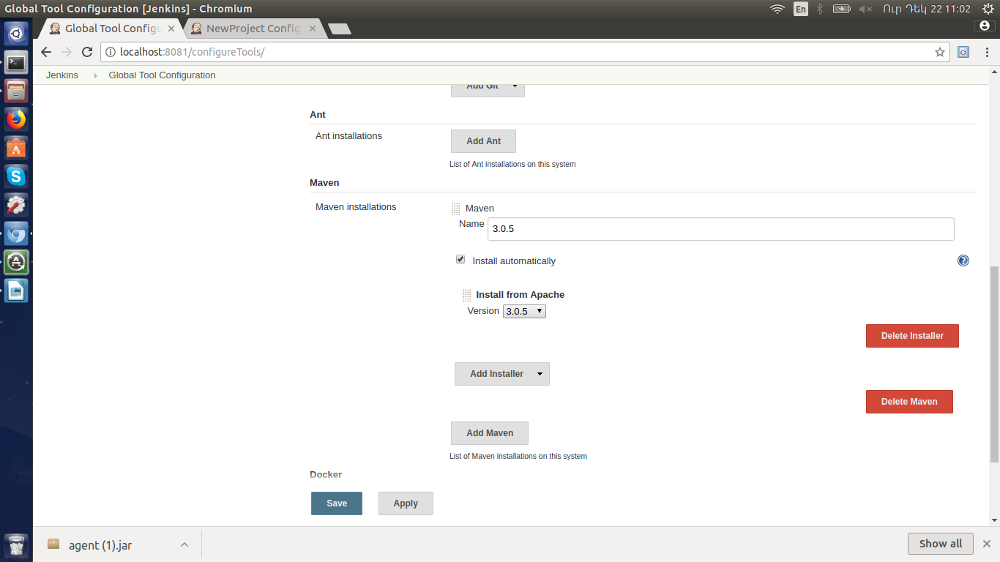 Global Tool Configuration [Jenkins] - Chromium
En
Ուր Դեկ 22 11:02
Global Tool Configu
NewProject Config
localhost:8081/configureTools/
Jenkins
Global Tool Configuration
Add Git
Ant
Ant installations
Add Ant
List of Ant installations on this system
Maven
Maven installations
Maven
Name
3.0.5
Install automatically
Install from Apache
Version 3.0.5
Delete Installer
Add Installer
Delete Maven
Add Maven
List of Maven installations on this system
Docker
Save
Apply
agent (1).jar
Show all